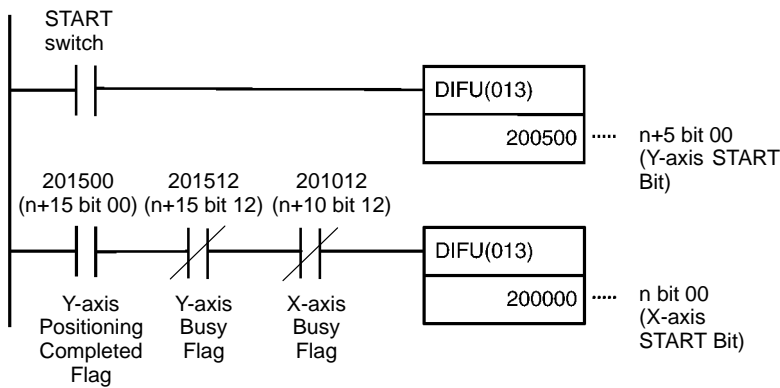 START
switch
DIFU(013)
200500
n+5 bit 00
(Y-axis START
Bit)
201500
(n+15 bit 00)
201512
(n+15 bit 12)
201012
(n+10 bit 12)
DIFU(013)
200000
n bit 00
(X-axis
START Bit)
Y-axis
Positioning
Completed
Flag
Y-axis
Busy
Flag
X-axis
Busy
Flag